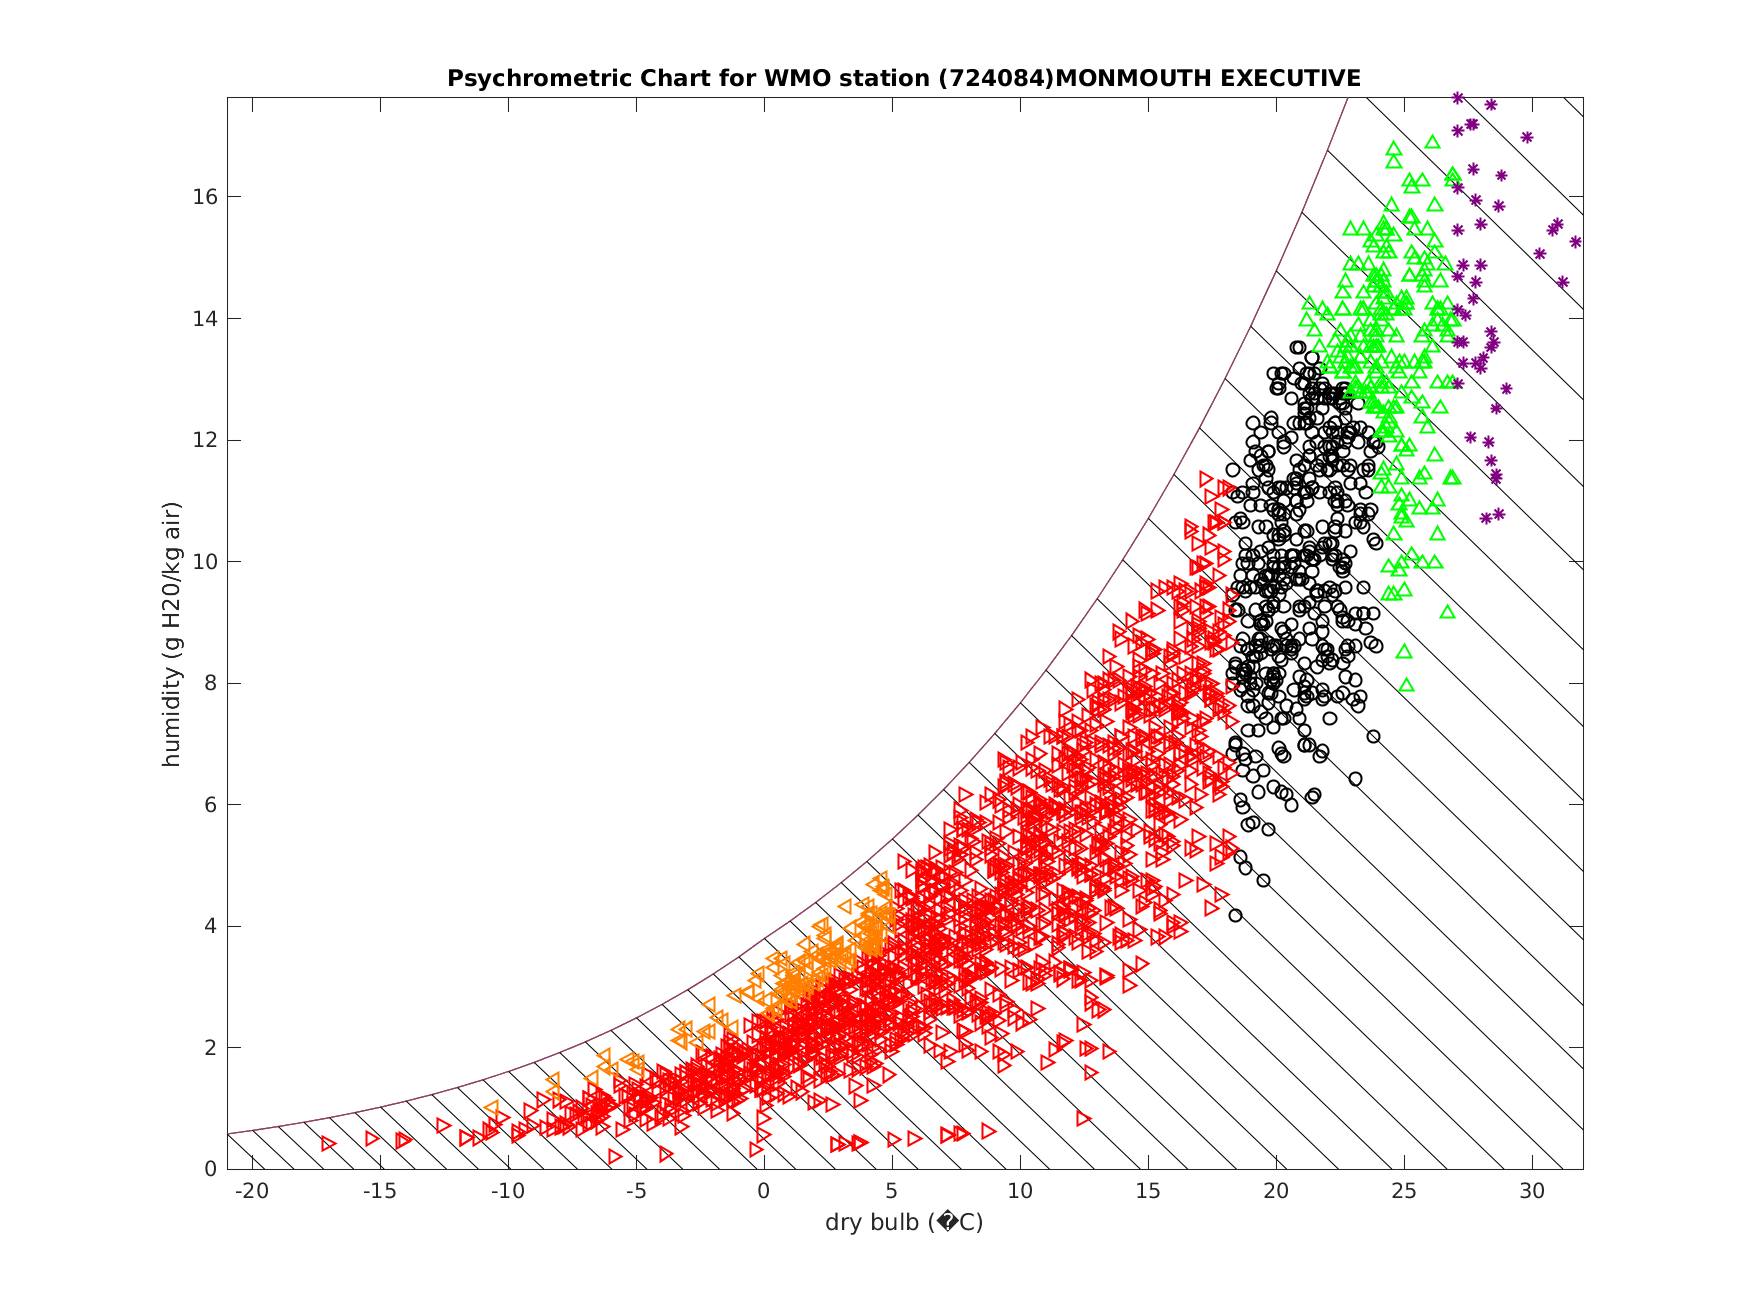 Psychrometric Chart for WMO station (724084)MONMOUTH EXECUTIVE
humidity (g H20/kg air)
16
14
12
10
8
6
4
2
0
-20 -15 -10 -5 0 5 10 15 20 25 30
dry bulb (�C)